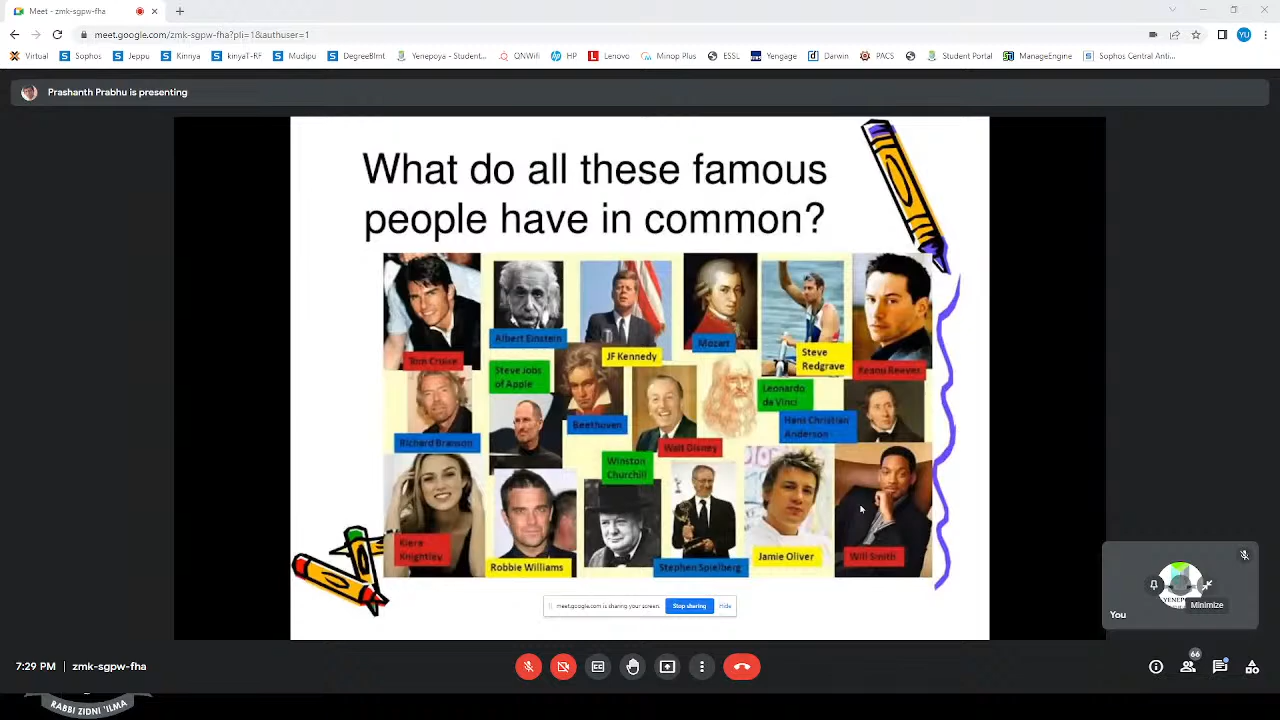 Meet - zmk-sgpw-fha
meet.google.com/zmk-sgpw-fha?pli=1&authuser=1
YU
Virtual Sophos Jeppu Kinnya kinyaT-RF Mudipu DegreeBlmt Yenepoya - Student... QNWifi HP Lenovo Minop Plus ESSL Yengage Darwin PACS Student Portal ManageEngine Sophos Central Anti...
Prashanth Prabhu is presenting
What do all these famous
people have in common?
Albert Einstein
Mozart
JF Kennedy
Steve
Redgrave
Tom Cruise
Keanu Reeves
Steve Jobs
of Apple
Leonardo
da Vinci
Beethoven
Hans Christian
Anderson
Richard Branson
Walt Disney
Winston
Churchill
Kiera
Knightley
Robbie Williams
Stephen Spielberg
Jamie Oliver
Will Smith
meet.google.com is sharing your screen. Stop sharing Hide
You
Minimize
7:29 PM | zmk-sgpw-fha
66
RABBI ZIDNI 'ILMA